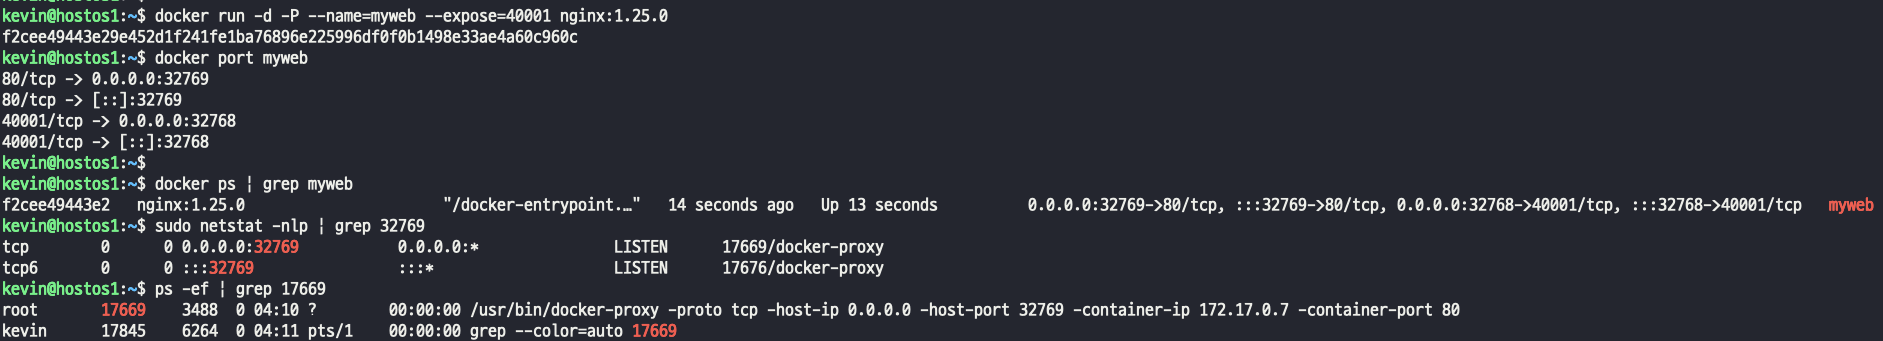 kevin@hostos1:~$ docker run -d -P --name=myweb --expose=40001 nginx:1.25.0
f2cee49443e29e452d1f241fe1ba76896e225996df0f0b1498e33ae4a60c960c
kevin@hostos1:~$ docker port myweb
80/tcp -> 0.0.0.0:32769
80/tcp -> [::]:32769
40001/tcp -> 0.0.0.0:32768
40001/tcp -> [::]:32768
kevin@hostos1:~$
kevin@hostos1:~$ docker ps | grep myweb
f2cee49443e2   nginx:1.25.0                      "/docker-entrypoint.…"   14 seconds ago   Up 13 seconds          0.0.0.0:32769->80/tcp, :::32769->80/tcp, 0.0.0.0:32768->40001/tcp, :::32768->40001/tcp   myweb
kevin@hostos1:~$ sudo netstat -nlp | grep 32769
tcp        0      0 0.0.0.0:32769           0.0.0.0:*               LISTEN      17669/docker-proxy
tcp6       0      0 :::32769                :::*                    LISTEN      17676/docker-proxy
kevin@hostos1:~$ ps -ef | grep 17669
root       17669    3488  0 04:10 ?        00:00:00 /usr/bin/docker-proxy -proto tcp -host-ip 0.0.0.0 -host-port 32769 -container-ip 172.17.0.7 -container-port 80
kevin      17845    6264  0 04:11 pts/1    00:00:00 grep --color=auto 17669